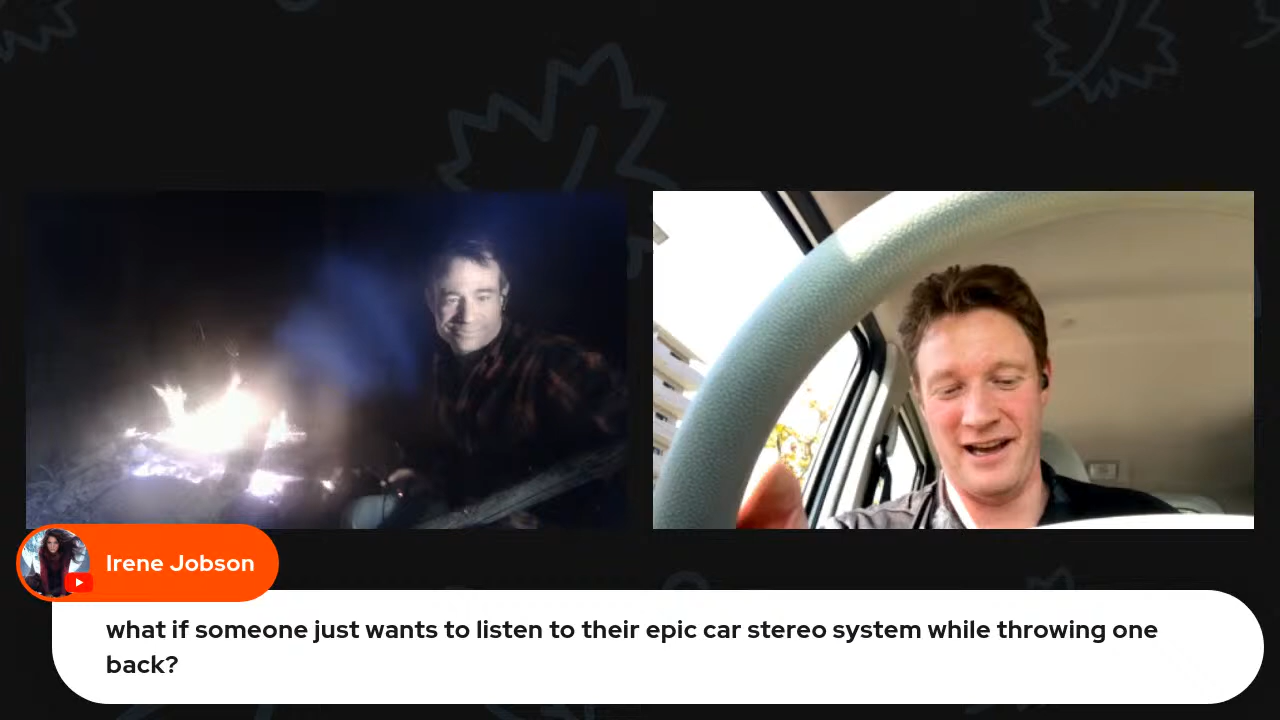 Irene Jobson
what if someone just wants to listen to their epic car stereo system while throwing one
back?